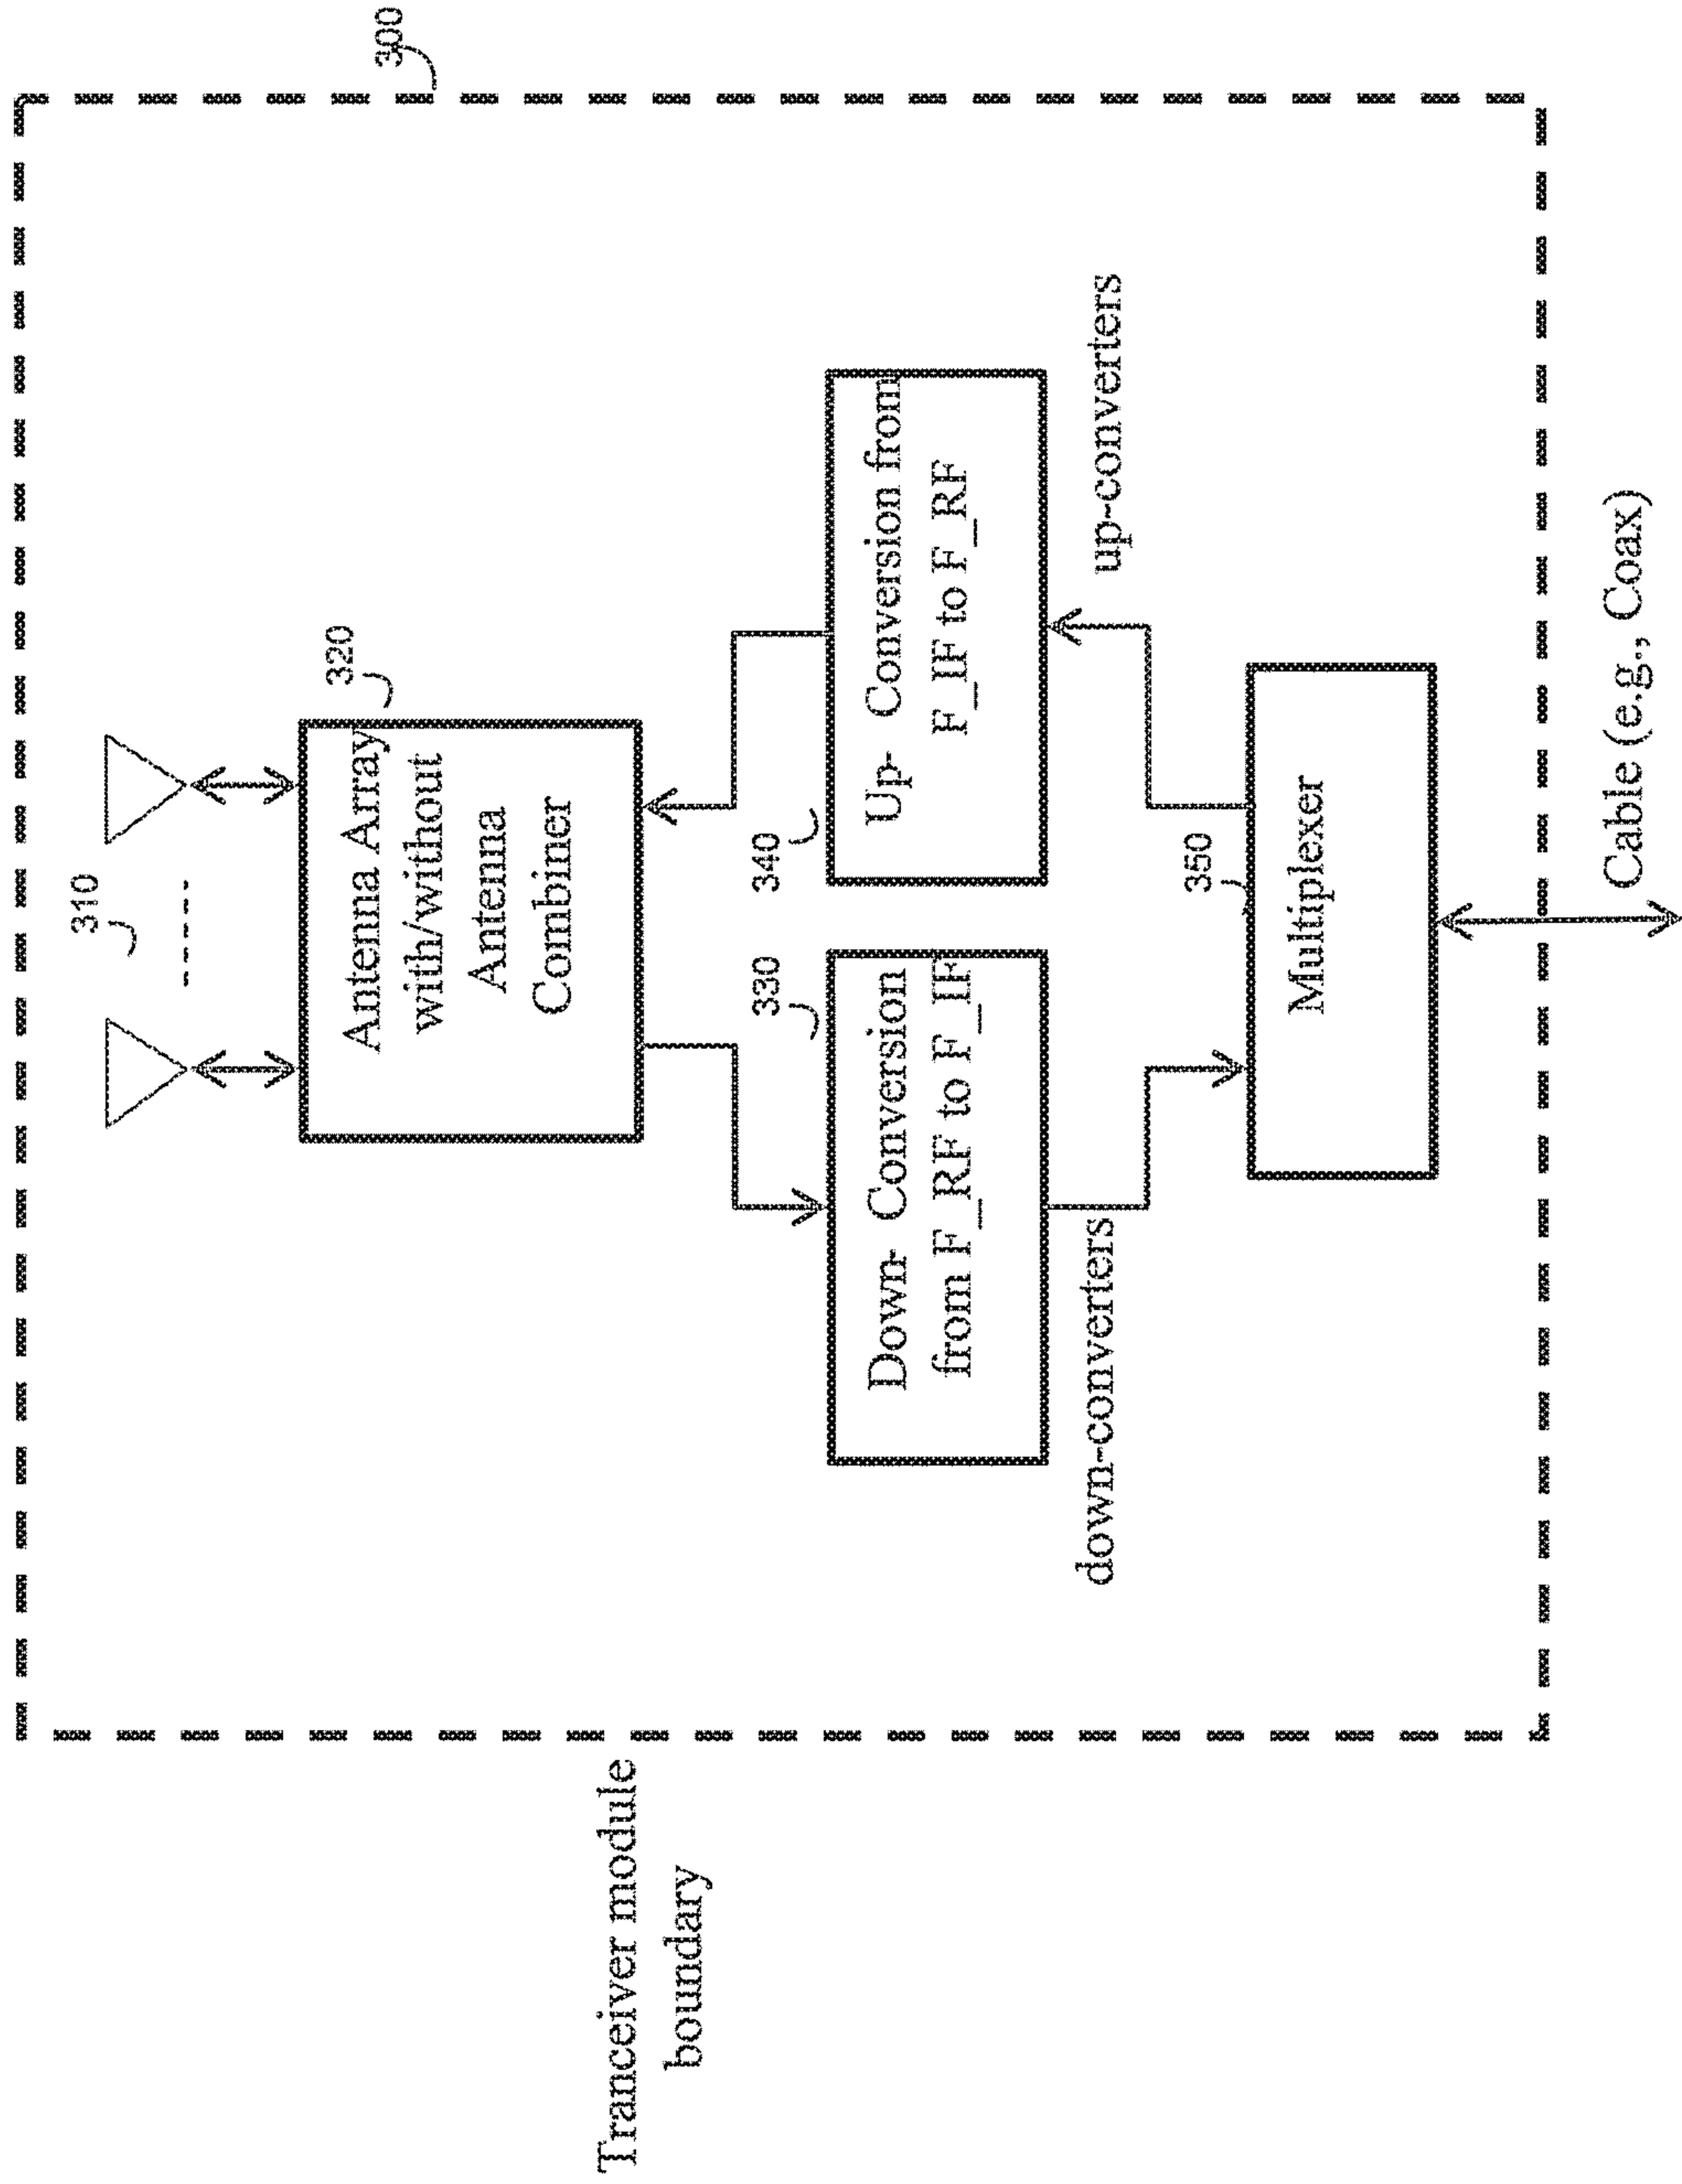 300
310
320
Antenna Array
with/without
Antenna
Combiner
Tranceiver module
boundary
330
340
Down- Conversion
from F_RF to F_IF
Up- Conversion from
F_IF to F_RF
down-converters
up-converters
350
Multiplexer
Cable (e.g., Coax)